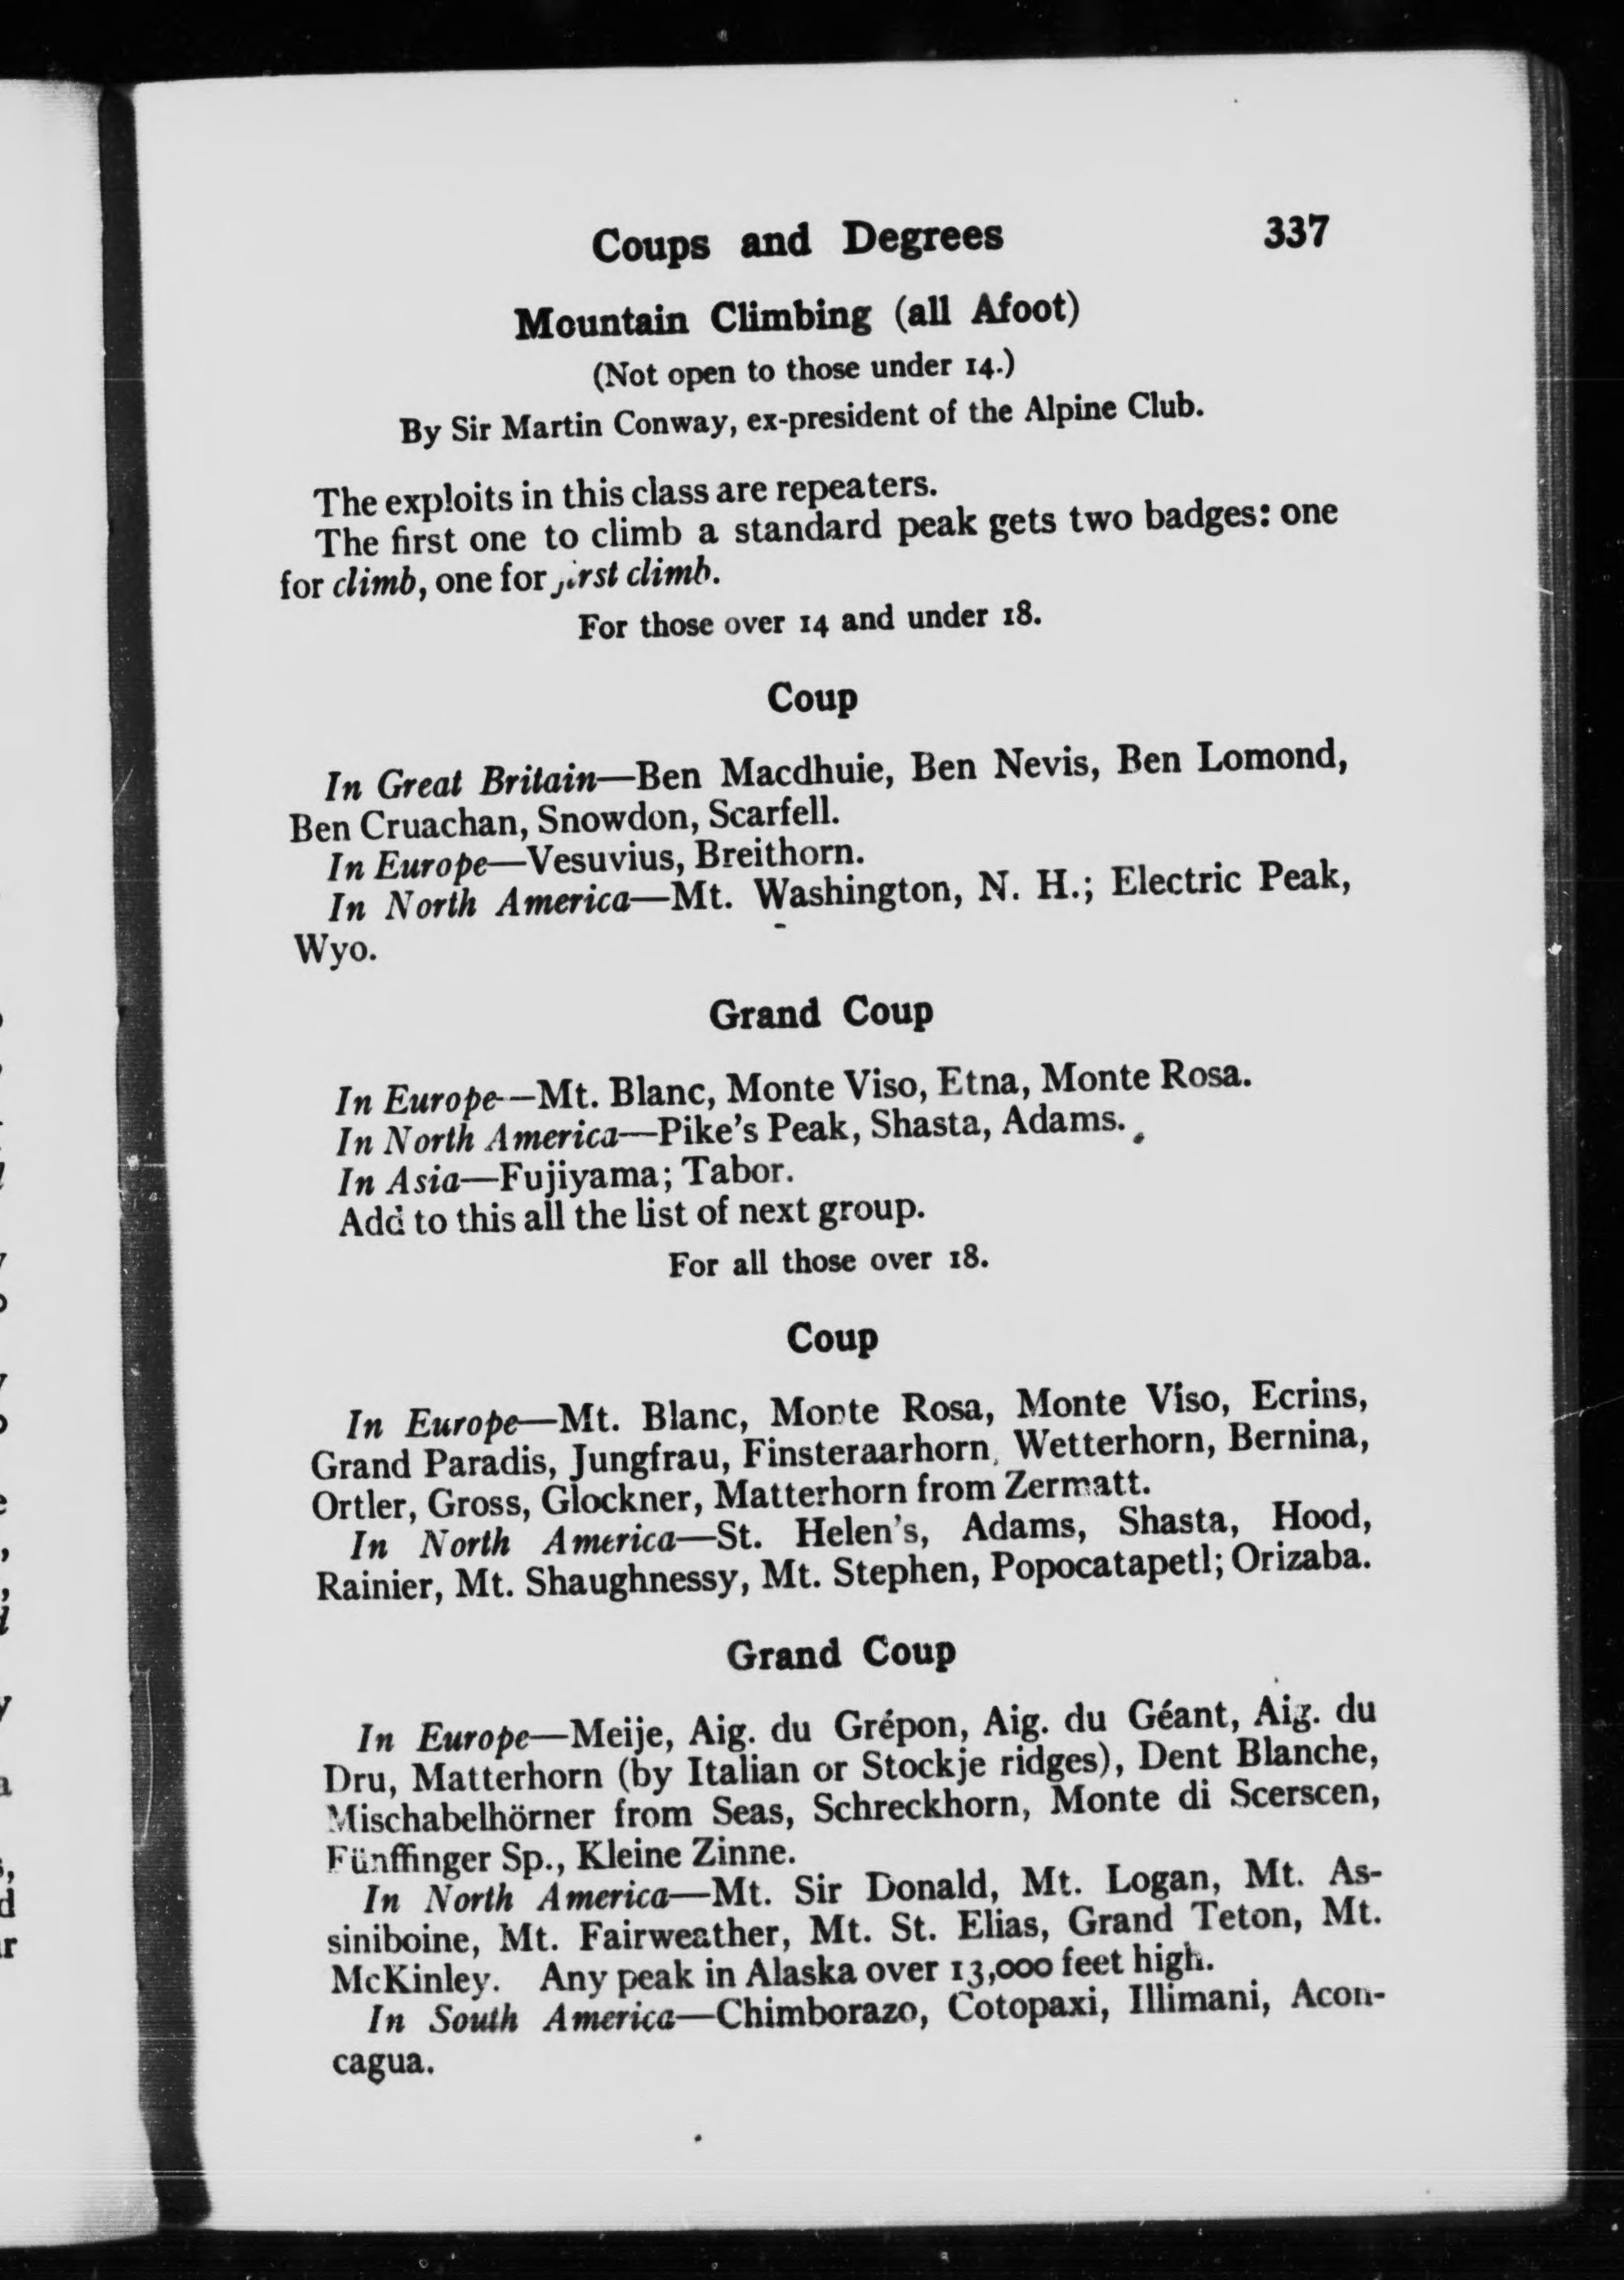 Coups and Degrees 337
Mountain Climbing (all Afoot)
(Not open to those under 14.)
By Sir Martin Conway, ex-president of the Alpine Club.
The exploits in this class are repeaters.
The first one to climb a standard peak gets two badges: one
for climb, one for first climb.
For those over 14 and under 18.
Coup
In Great Britain—Ben Macdhuie, Ben Nevis, Ben Lomond,
Ben Cruachan, Snowdon, Scarfell.
In Europe—Vesuvius, Breithorn.
In North America—Mt. Washington, N. H.; Electric Peak,
Wyo.
Grand Coup
In Europe—Mt. Blanc, Monte Viso, Etna, Monte Rosa.
In North America—Pike's Peak, Shasta, Adams.
In Asia—Fujiyama; Tabor.
Add to this all the list of next group.
For all those over 18.
Coup
In Europe—Mt. Blanc, Monte Rosa, Monte Viso, Ecrins,
Grand Paradis, Jungfrau, Finsteraarhorn, Wetterhorn, Bernina,
Ortler, Gross, Glockner, Matterhorn from Zermatt.
In North America—St. Helen's, Adams, Shasta, Hood,
Rainier, Mt. Shaughnessy, Mt. Stephen, Popocatapetl; Orizaba.
Grand Coup
In Europe—Meije, Aig. du Grépon, Aig. du Géant, Aig. du
Dru, Matterhorn (by Italian or Stockje ridges), Dent Blanche,
Mischabelhörner from Seas, Schreckhorn, Monte di Scerscen,
Fünffinger Sp., Kleine Zinne.
In North America—Mt. Sir Donald, Mt. Logan, Mt. As-
siniboine, Mt. Fairweather, Mt. St. Elias, Grand Teton, Mt.
McKinley. Any peak in Alaska over 13,000 feet high.
In South America—Chimborazo, Cotopaxi, Illimani, Acon-
cagua.